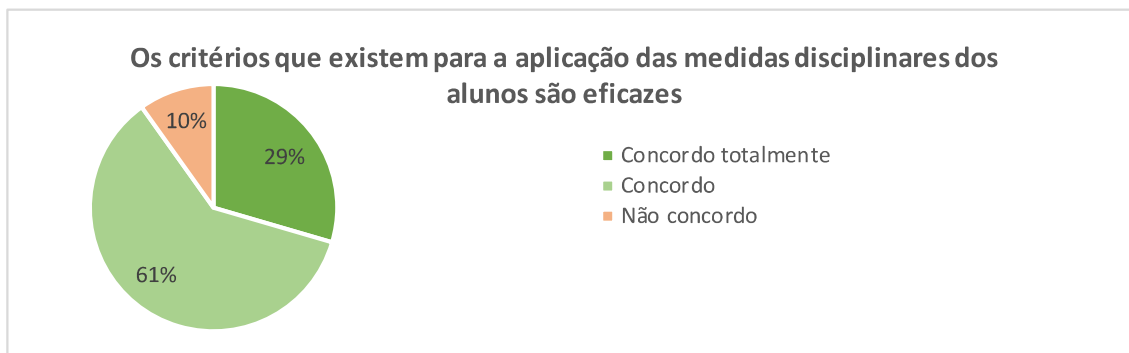 Os critérios que existem para a aplicação das medidas disciplinares dos
alunos são eficazes
10%
29%
61%
Concordo totalmente
Concordo
Não concordo